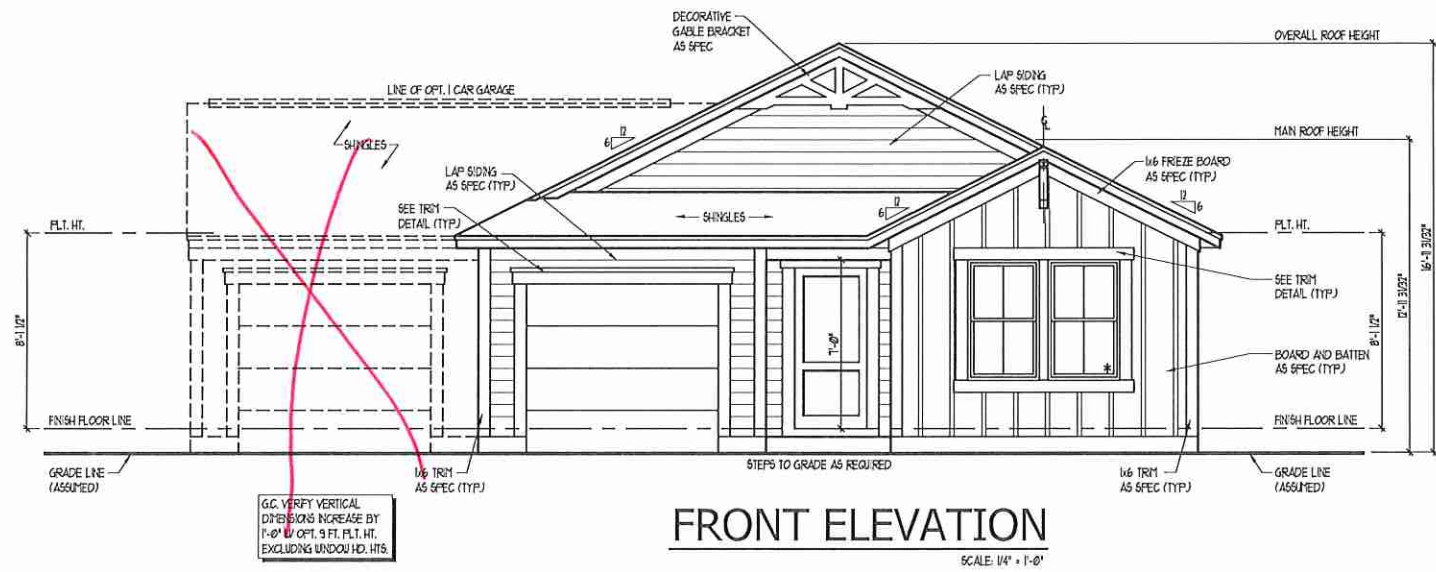 DECORATIVE
GABLE BRACKET
AS SPEC
OVERALL ROOF HEIGHT
LINE OF OPT. 1 CAR GARAGE
LAP SIDING
AS SPEC (TYP.)
12
6
℄
SHINGLES
MAIN ROOF HEIGHT
LAP SIDING
AS SPEC (TYP.)
1x6 FREEZE BOARD
AS SPEC (TYP.)
12
6
12
6
SEE TRIM
DETAIL (TYP.)
SHINGLES
PLT. HT.
PLT. HT.
16'-11 31/32"
12'-11 31/32"
8'-1 1/2"
8'-1 1/2"
SEE TRIM
DETAIL (TYP.)
7'-0"
BOARD AND BATTEN
AS SPEC (TYP.)
*
FINISH FLOOR LINE
FINISH FLOOR LINE
STEPS TO GRADE AS REQUIRED
GRADE LINE
(ASSUMED)
1x6 TRIM
AS SPEC (TYP.)
1x6 TRIM
AS SPEC (TYP.)
GRADE LINE
(ASSUMED)
G.C. VERIFY VERTICAL
DIMENSIONS INCREASE BY
1'-0" W/ OPT. 9 FT. PLT. HT.
EXCLUDING WINDOW HD. HTS.
FRONT ELEVATION
SCALE: 1/4" = 1'-0"